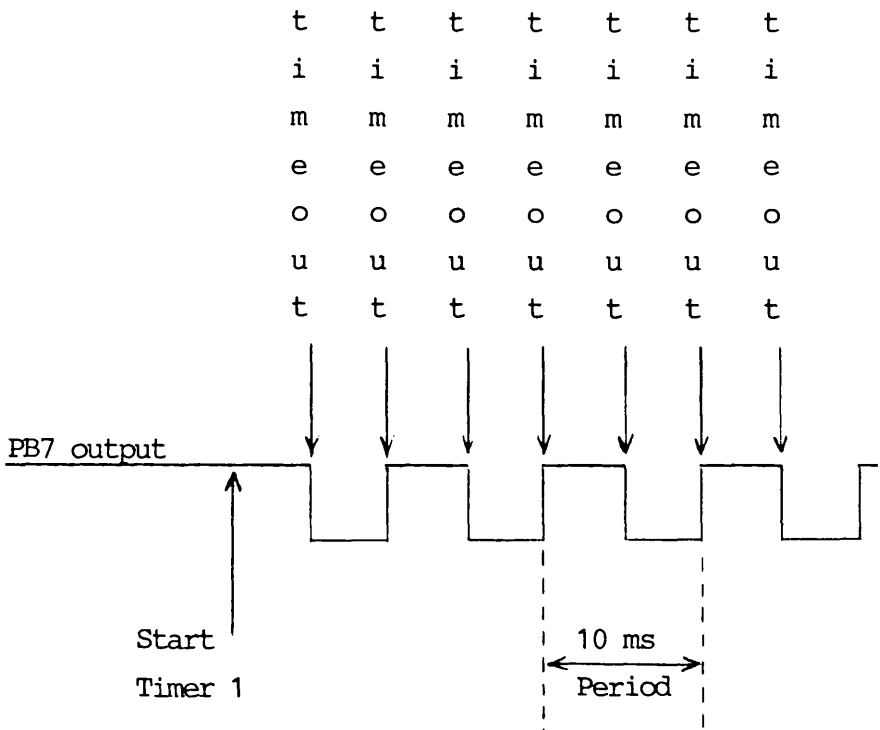 t t t t t t t
i i i i i i i
m m m m m m m
e e e e e e e
o o o o o o o
u u u u u u u
t t t t t t t
PB7 output
Start
Timer 1
10 ms
Period